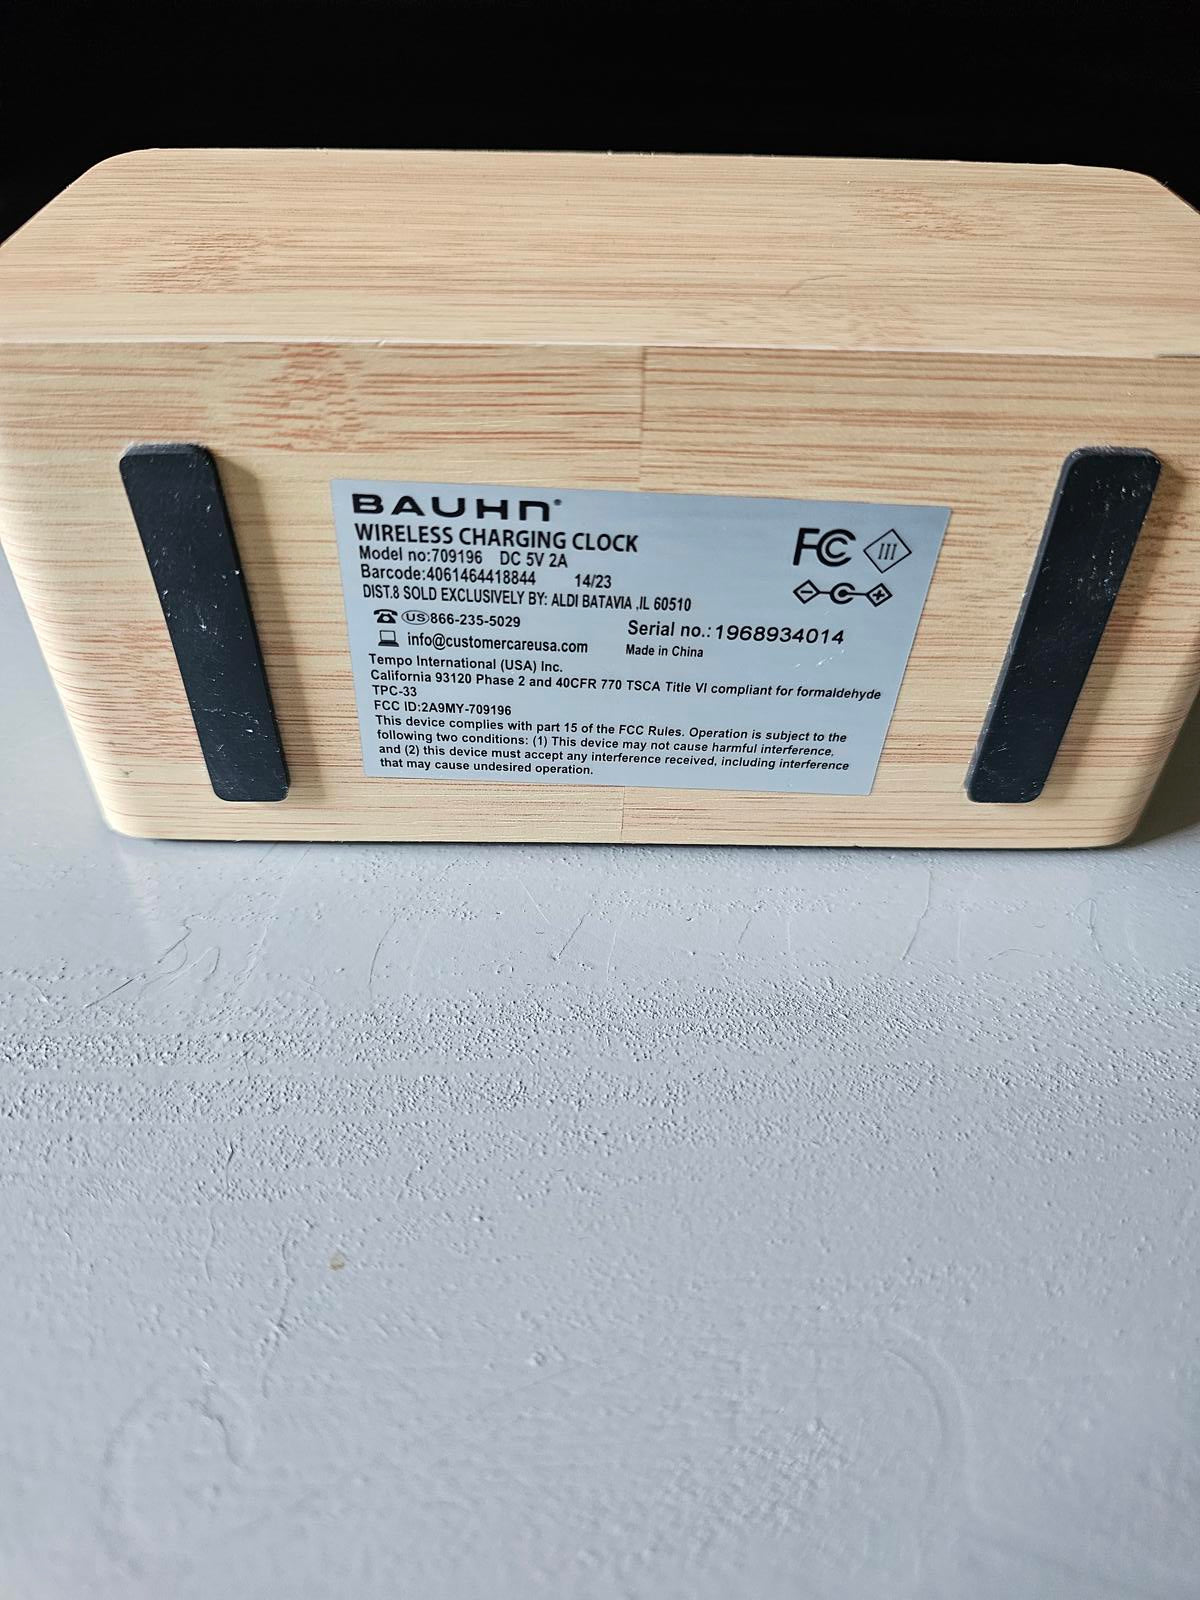 BAUHN®
WIRELESS CHARGING CLOCK
Model no:709196 DC 5V 2A
Barcode:4061464418844 14/23
DIST.& SOLD EXCLUSIVELY BY: ALDI BATAVIA ,IL 60510
FC III
US 866-235-5029
info@customercareusa.com
Serial no.: 1968934014
Made in China
Tempo International (USA) Inc.
California 93120 Phase 2 and 40CFR 770 TSCA Title VI compliant for formaldehyde
TPC-33
FCC ID:2A9MY-709196
This device complies with part 15 of the FCC Rules. Operation is subject to the
following two conditions: (1) This device may not cause harmful interference,
and (2) this device must accept any interference received, including interference
that may cause undesired operation.